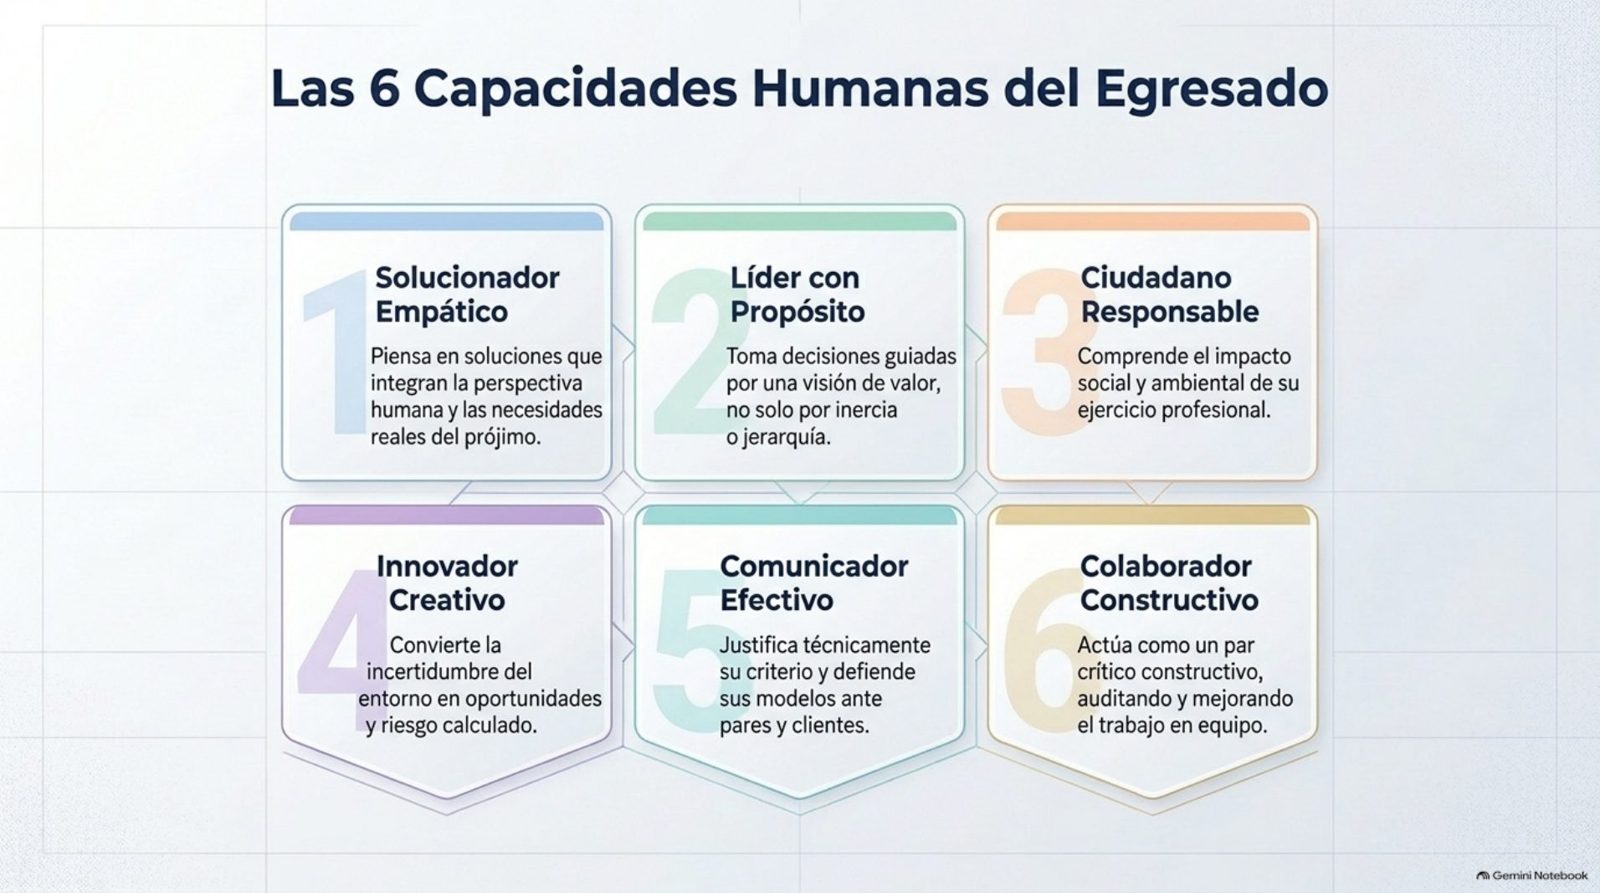 Las 6 Capacidades Humanas del Egresado
1
Solucionador
Empático
Piensa en soluciones que
integran la perspectiva
humana y las necesidades
reales del prójimo.
2
Líder con
Propósito
Toma decisiones guiadas
por una visión de valor,
no solo por inercia
o jerarquía.
3
Ciudadano
Responsable
Comprende el impacto
social y ambiental de su
ejercicio profesional.
4
Innovador
Creativo
Convierte la
incertidumbre del
entorno en oportunidades
y riesgo calculado.
5
Comunicador
Efectivo
Justifica técnicamente
su criterio y defiende
sus modelos ante
pares y clientes.
6
Colaborador
Constructivo
Actúa como un par
crítico constructivo,
auditando y mejorando
el trabajo en equipo.
Gemini Notebook